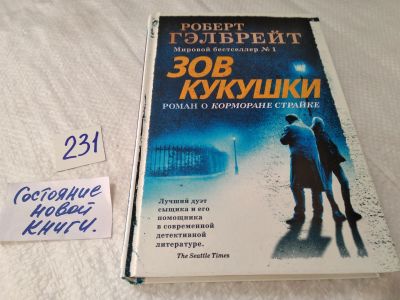 РОБЕРТ
ГЭЛБРЕЙТ
Мировой бестселлер № 1
ЗОВ
КУКУШКИ
РОМАН О КОРМОРАНЕ СТРАЙКЕ
Лучший дуэт
сыщика и его
помощника
в современной
детективной
литературе.
The Seattle Times
231
Состояние
новой
книги.